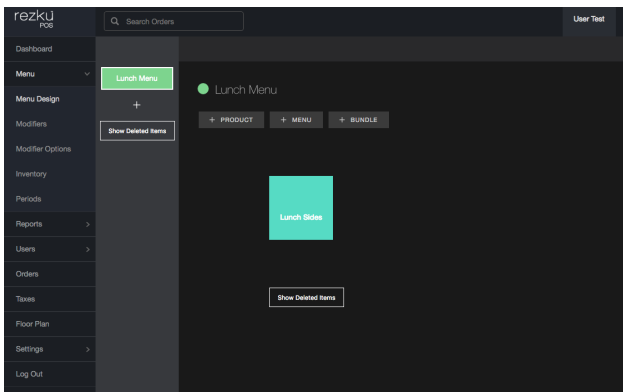 rezkü
POS
Search Orders
User Test
Dashboard
Menu
Menu Design
Modifiers
Modifier Options
Inventory
Periods
Reports
Users
Orders
Taxes
Floor Plan
Settings
Log Out
Lunch Menu
+
Show Deleted Items
Lunch Menu
+ PRODUCT + MENU + BUNDLE
Lunch Sides
Show Deleted Items